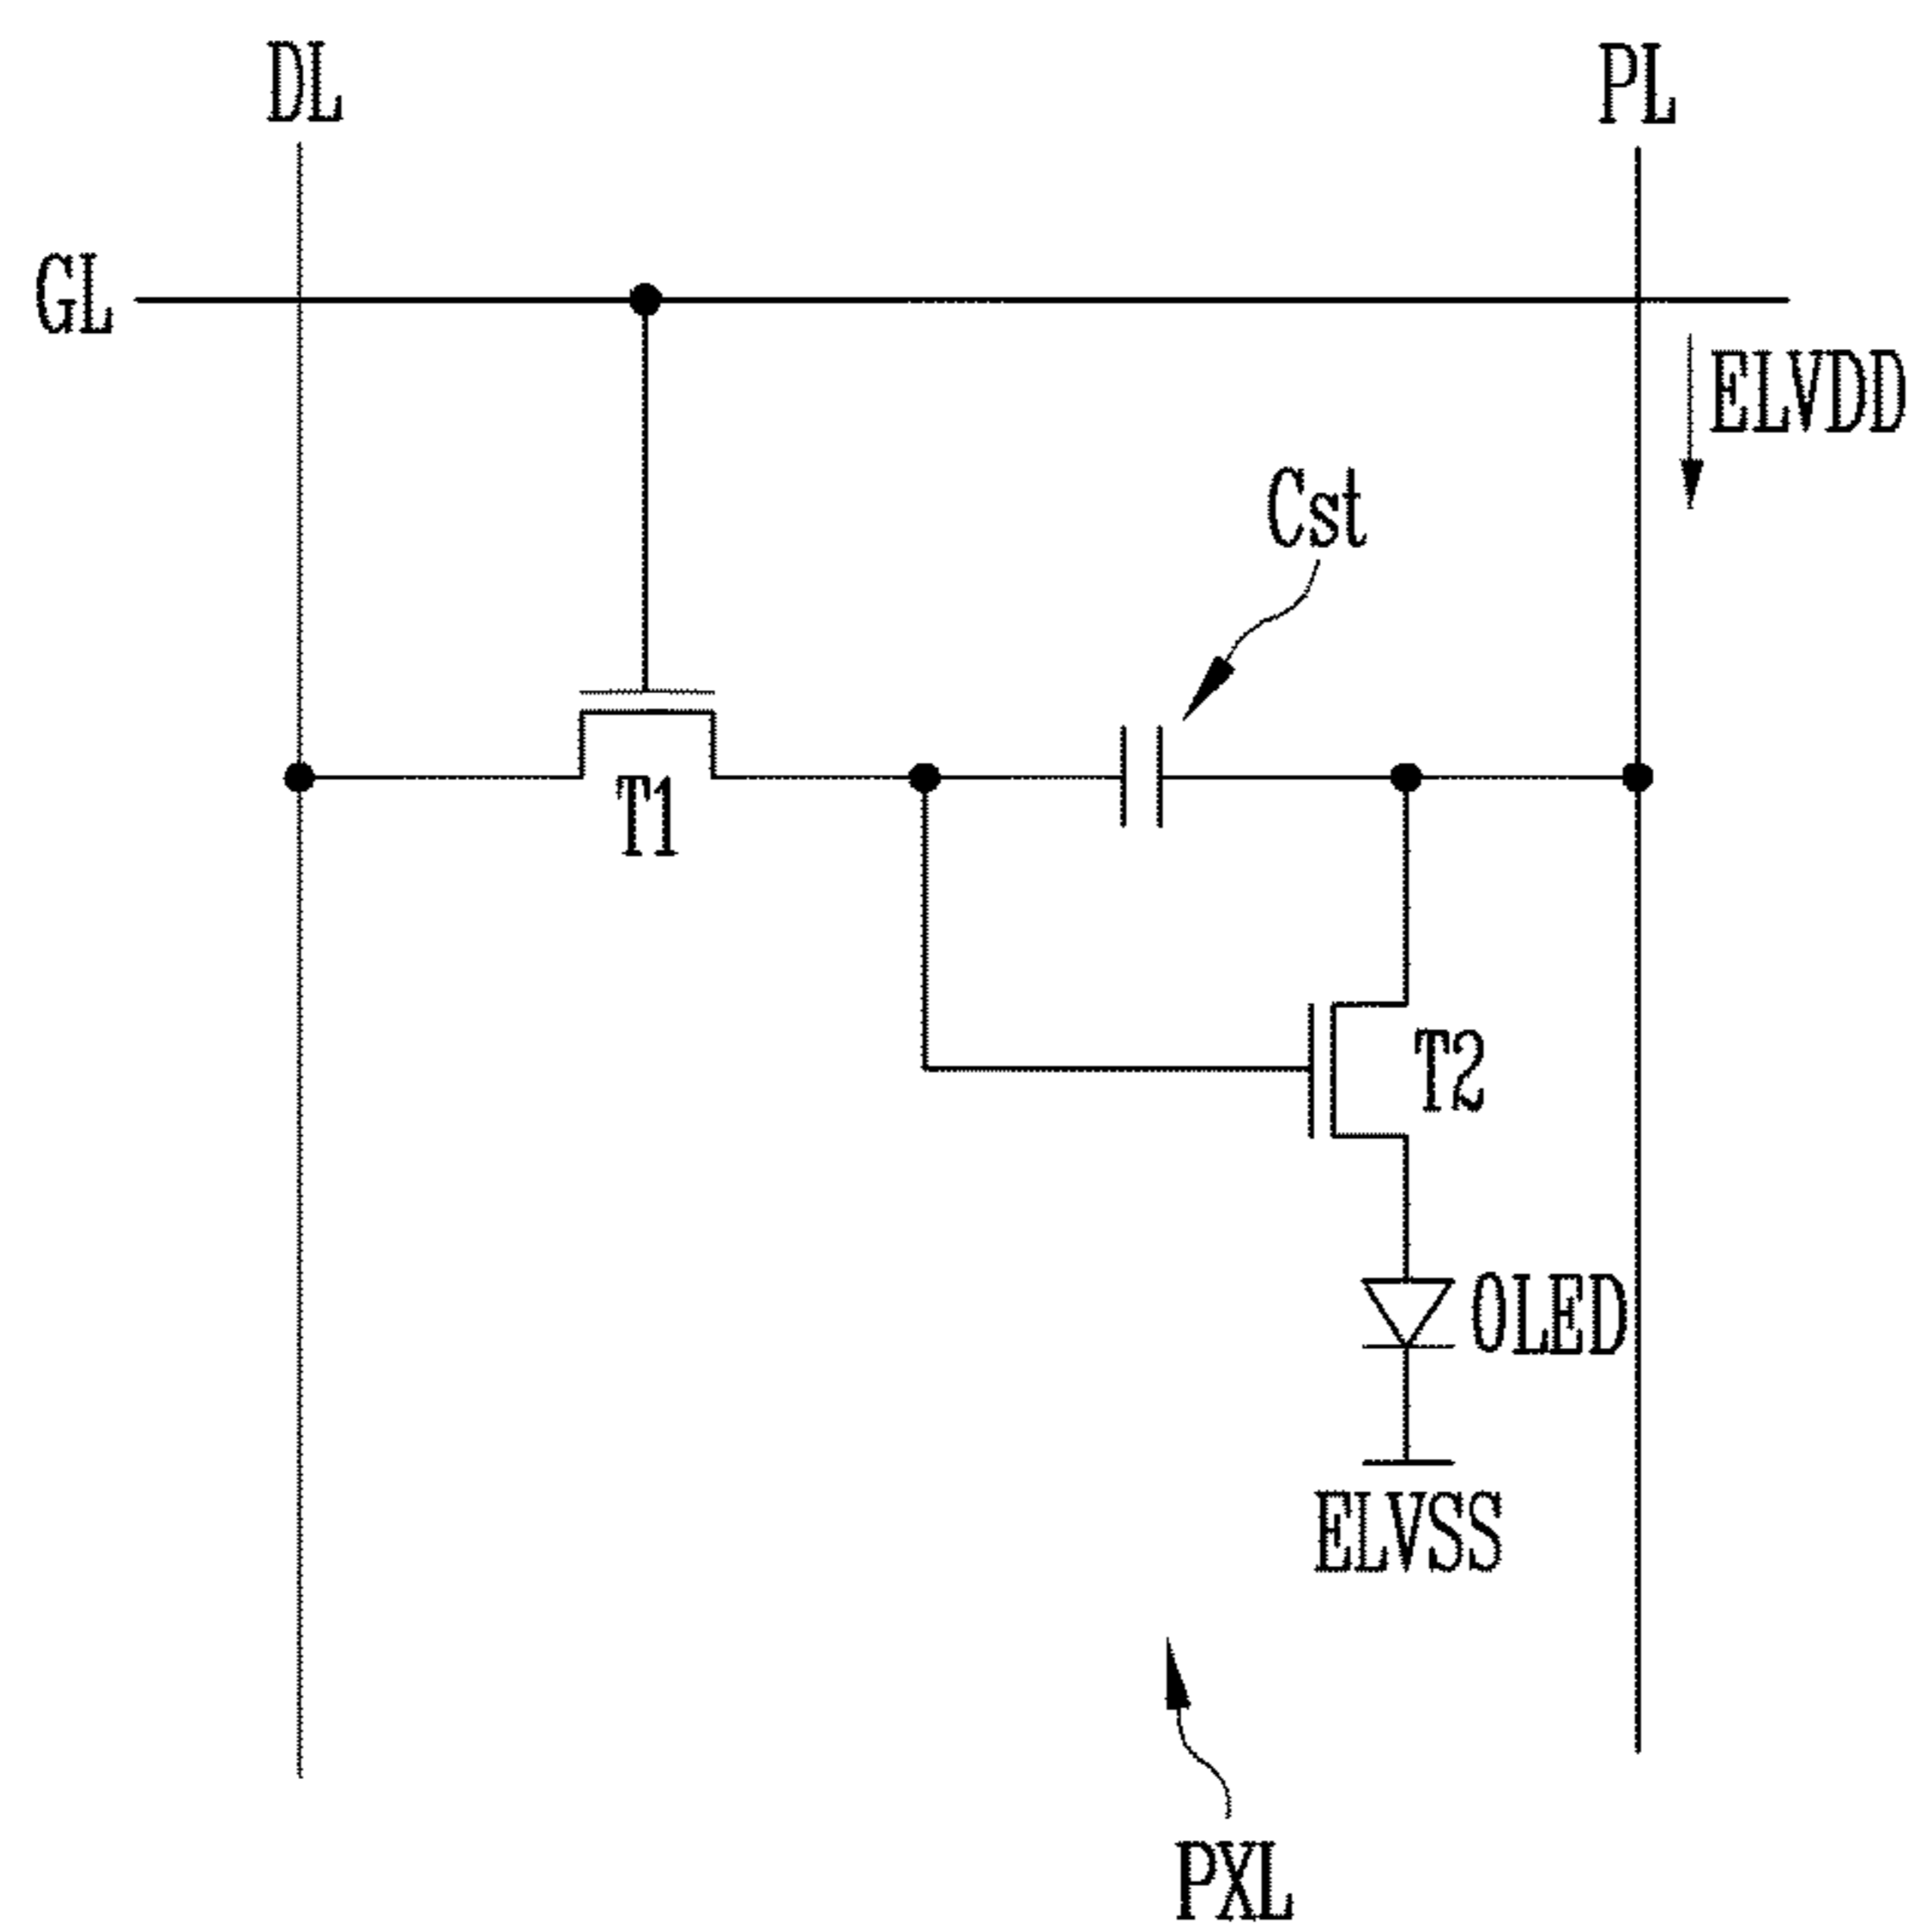 DL
PL
GL
ELVDD
Cst
T1
T2
OLED
ELVSS
PXL